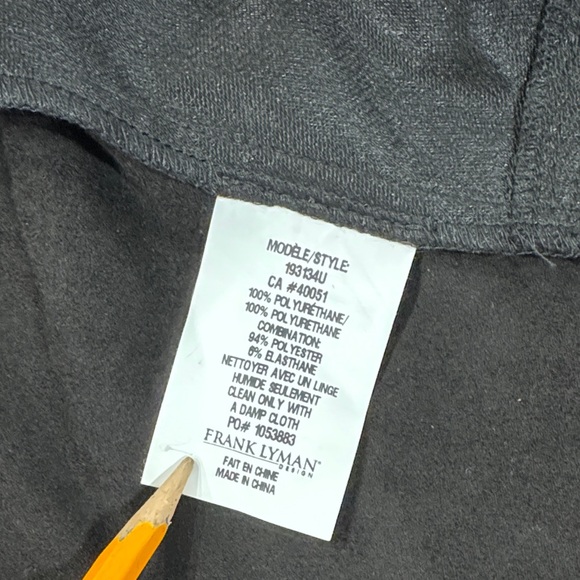 MODÈLE/STYLE:
193134U
CA #40051
100% POLYURÉTHANE/
100% POLYURETHANE
COMBINATION:
94% POLYESTER
6% ELASTHANE
NETTOYER AVEC UN LINGE
HUMIDE SEULEMENT
CLEAN ONLY WITH
A DAMP CLOTH
PO# 1053883
FRANK LYMAN
DESIGN
FAIT EN CHINE
MADE IN CHINA